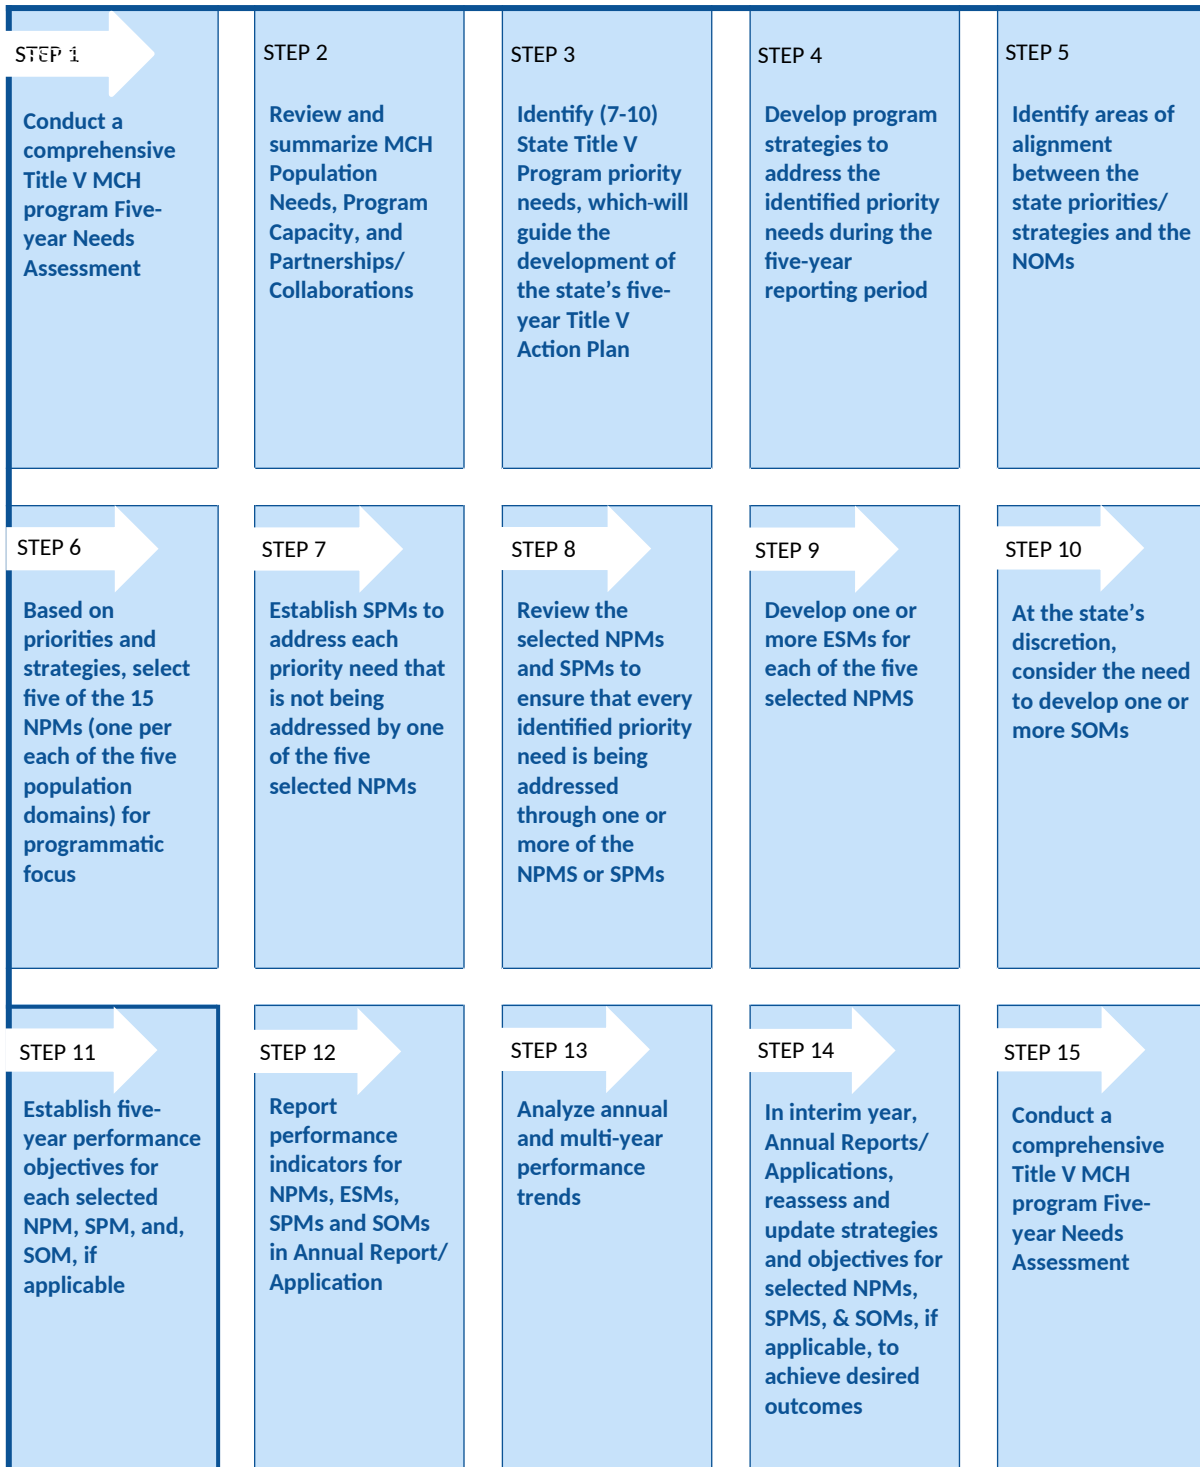 STEP 1
Conduct a
comprehensive
Title V MCH
program Five-
year Needs
Assessment
STEP 2
Review and
summarize MCH
Population
Needs, Program
Capacity, and
Partnerships/
Collaborations
STEP 3
Identify (7-10)
State Title V
Program priority
needs, which-will
guide the
development of
the state’s five-
year Title V
Action Plan
STEP 4
Develop program
strategies to
address the
identified priority
needs during the
five-year
reporting period
STEP 5
Identify areas of
alignment
between the
state priorities/
strategies and the
NOMs
STEP 6
Based on
priorities and
strategies, select
five of the 15
NPMs (one per
each of the five
population
domains) for
programmatic
focus
STEP 7
Establish SPMs to
address each
priority need that
is not being
addressed by one
of the five
selected NPMs
STEP 8
Review the
selected NPMs
and SPMs to
ensure that every
identified priority
need is being
addressed
through one or
more of the
NPMS or SPMs
STEP 9
Develop one or
more ESMs for
each of the five
selected NPMS
STEP 10
At the state’s
discretion,
consider the need
to develop one or
more SOMs
STEP 11
Establish five-
year performance
objectives for
each selected
NPM, SPM, and,
SOM, if
applicable
STEP 12
Report
performance
indicators for
NPMs, ESMs,
SPMs and SOMs
in Annual Report/
Application
STEP 13
Analyze annual
and multi-year
performance
trends
STEP 14
In interim year,
Annual Reports/
Applications,
reassess and
update strategies
and objectives for
selected NPMs,
SPMS, & SOMs, if
applicable, to
achieve desired
outcomes
STEP 15
Conduct a
comprehensive
Title V MCH
program Five-
year Needs
Assessment